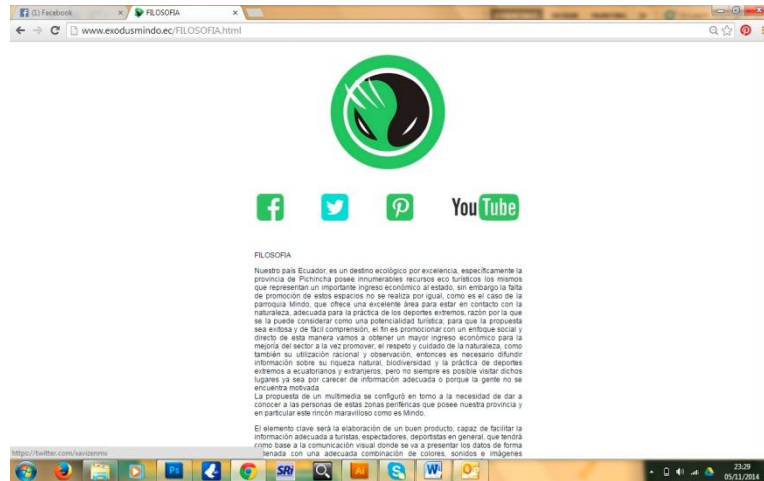 (1) Facebook
FILOSOFIA
www.exodusmindo.ec/FILOSOFIA.html
You Tube
FILOSOFIA
Nuestro país Ecuador, es un destino ecológico por excelencia, específicamente la
provincia de Pichincha posee innumerables recursos eco turísticos los mismos
que representan un importante ingreso económico al estado, sin embargo la falta
de promoción de estos espacios no se realiza por igual, como es el caso de la
parroquia Mindo, que ofrece una excelente área para estar en contacto con la
naturaleza, adecuada para la práctica de los deportes extremos, razón por la que
se la puede considerar como una potencialidad turística; para que la propuesta
sea exitosa y de fácil comprensión, el fin es promocionar con un enfoque social y
directo de esta manera vamos a obtener un mayor ingreso económico para la
mejoría del sector a la vez promover, el respeto y cuidado de la naturaleza, como
también su utilización racional y observación, entonces es necesario difundir
información sobre su riqueza natural, biodiversidad y la práctica de deportes
extremos a ecuatorianos y extranjeros; pero no siempre es posible visitar dichos
lugares ya sea por carecer de información adecuada o porque la gente no se
encuentra motivada
La propuesta de un multimedia se configuró en torno a la necesidad de dar a
conocer a las personas de estas zonas periféricas que posee nuestra provincia y
en particular este rincón maravilloso como es Mindo.
El elemento clave será la elaboración de un buen producto, capaz de facilitar la
información adecuada a turistas, espectadores, deportistas en general, que tendrá
como base a la comunicación visual donde se va a presentar los datos de forma
ordenada con una adecuada combinación de colores, sonidos e imágenes
https://twitter.com/xavizenmx
Ps
SRi
Ai
S
W
23:29
05/11/2014